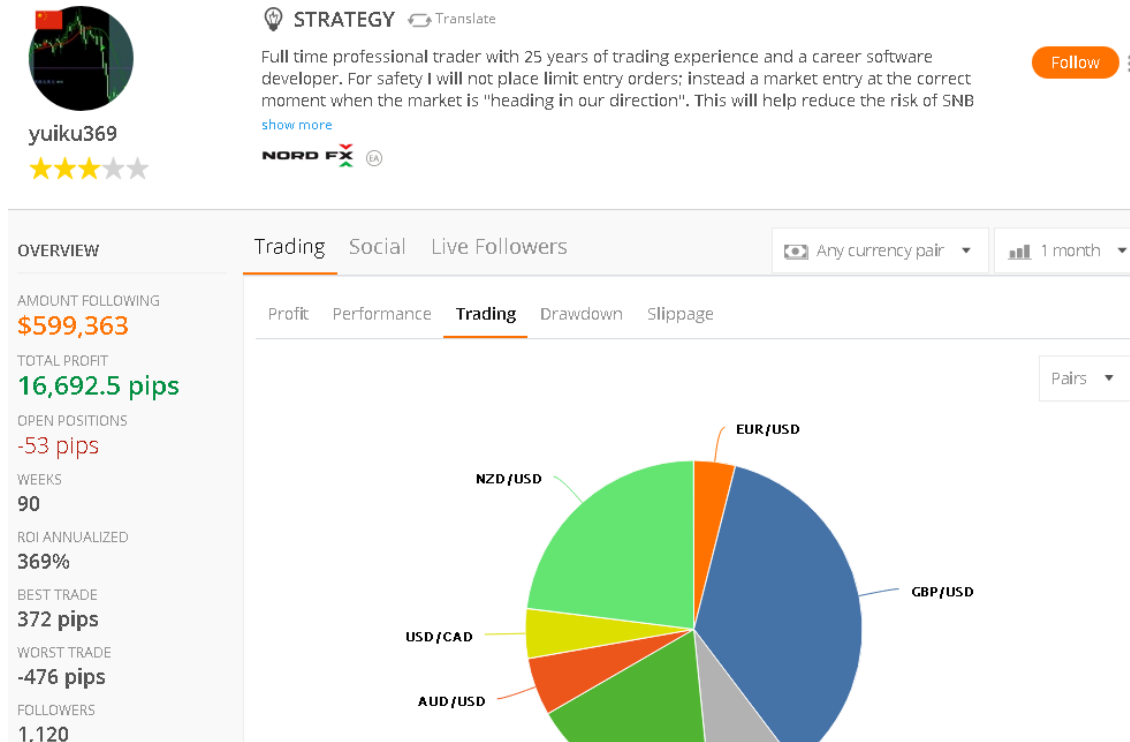 STRATEGY Translate
Full time professional trader with 25 years of trading experience and a career software
developer. For safety I will not place limit entry orders; instead a market entry at the correct
moment when the market is "heading in our direction". This will help reduce the risk of SNB
show more
NORD FX EA
Follow
yuiku369
OVERVIEW
AMOUNT FOLLOWING
$599,363
TOTAL PROFIT
16,692.5 pips
OPEN POSITIONS
-53 pips
WEEKS
90
ROI ANNUALIZED
369%
BEST TRADE
372 pips
WORST TRADE
-476 pips
FOLLOWERS
1,120
Trading Social Live Followers
Any currency pair 1 month
Profit Performance Trading Drawdown Slippage
Pairs
EUR/USD
NZD/USD
GBP/USD
USD/CAD
AUD/USD